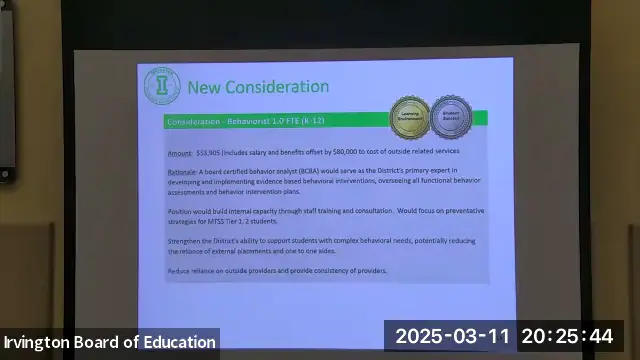 New Consideration
Consideration - Behaviorist 1.0 FTE (K-12)
Learning
Environment
Student
Success
Amount: $53,905 (Includes salary and benefits offset by $80,000 to cost of outside related services
Rationale: A board certified behavior analyst (BCBA) would serve as the District's primary expert in
developing and implementing evidence based behavioral interventions, overseeing all functional behavior
assessments and behavior intervention plans.
Position would build internal capacity through staff training and consultation. Would focus on preventative
strategies for MTSS Tier 1, 2 students.
Strengthen the District's ability to support students with complex behavioral needs, potentially reducing
the reliance of external placements and one to one aides.
Reduce reliance on outside providers and provide consistency of providers.
Irvington Board of Education
2025-03-11 20:25:44